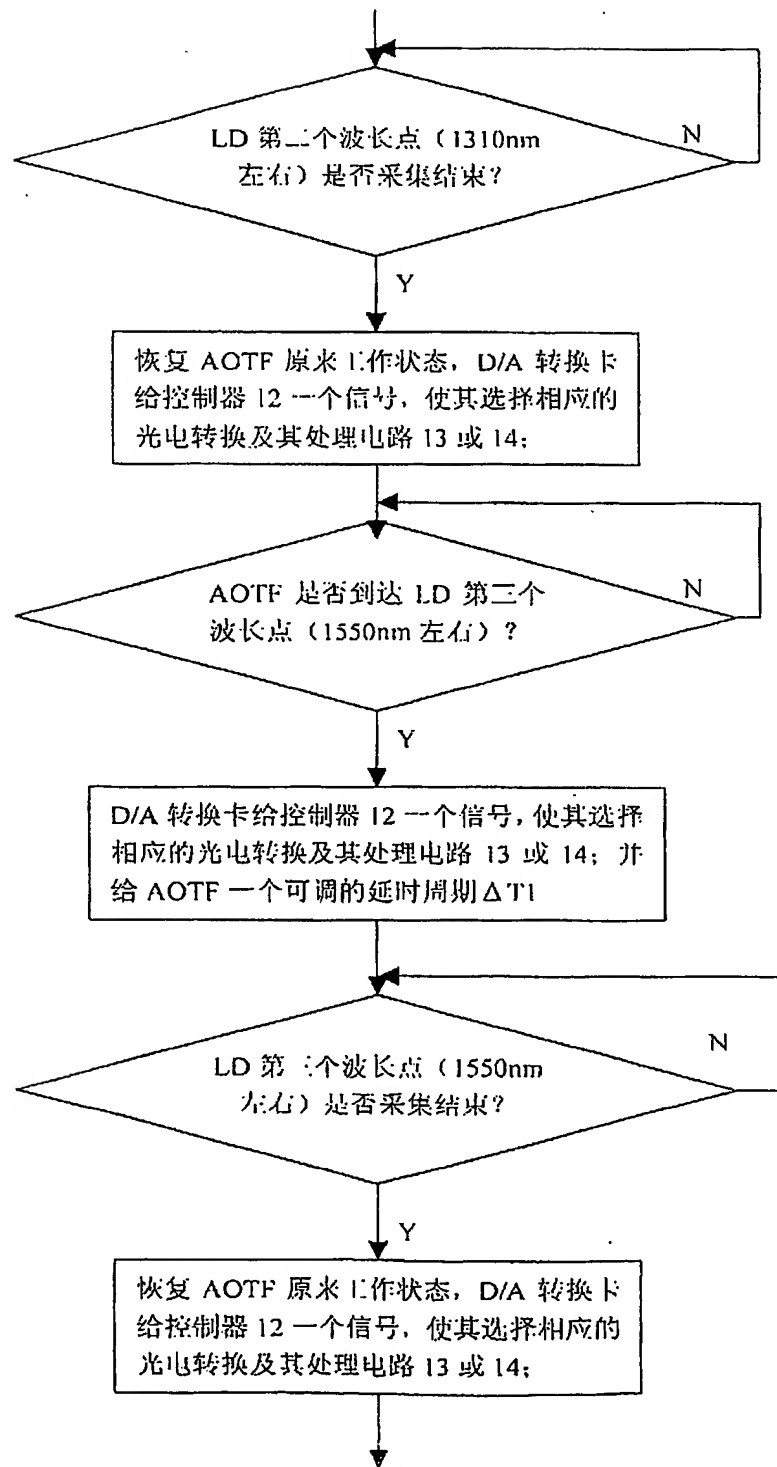 LD 第二个波长点（1310nm
左右）是否采集结束？
N
Y
恢复 AOTF 原来工作状态，D/A 转换卡
给控制器 12 一个信号，使其选择相应的
光电转换及其处理电路 13 或 14；
AOTF 是否到达 LD 第三个
波长点（1550nm 左右）？
N
Y
D/A 转换卡给控制器 12 一个信号，使其选择
相应的光电转换及其处理电路 13 或 14；并
给 AOTF 一个可调的延时周期ΔT1
LD 第三个波长点（1550nm
左右）是否采集结束？
N
Y
恢复 AOTF 原来工作状态，D/A 转换卡
给控制器 12 一个信号，使其选择相应的
光电转换及其处理电路 13 或 14；